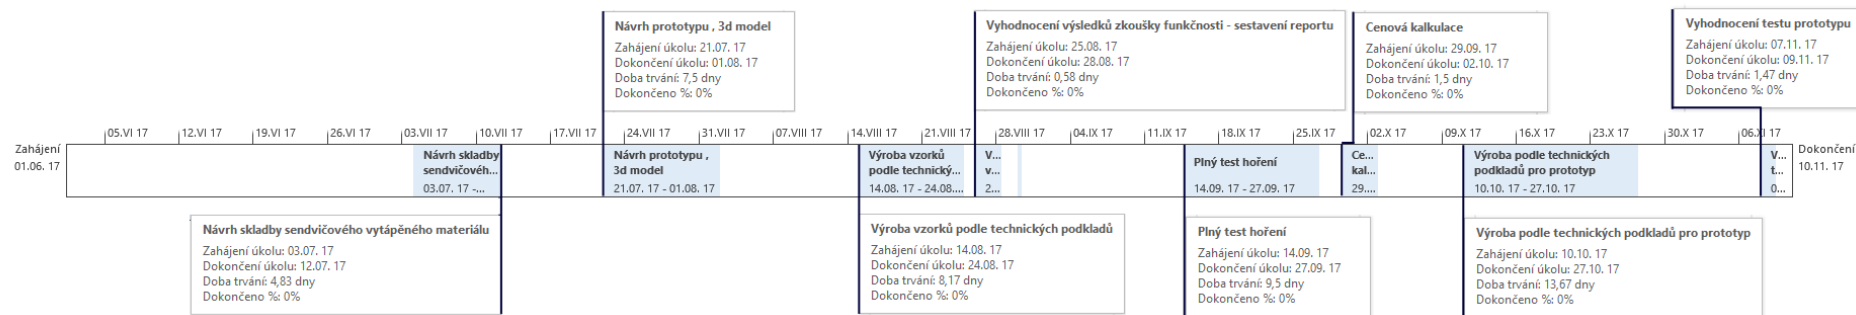 Návrh prototypu , 3d model
Zahájení úkolu: 21.07. 17
Dokončení úkolu: 01.08. 17
Doba trvání: 7,5 dny
Dokončeno %: 0%
Vyhodnocení výsledků zkoušky funkčnosti - sestavení reportu
Zahájení úkolu: 25.08. 17
Dokončení úkolu: 28.08. 17
Doba trvání: 0,58 dny
Dokončeno %: 0%
Cenová kalkulace
Zahájení úkolu: 29.09. 17
Dokončení úkolu: 02.10. 17
Doba trvání: 1,5 dny
Dokončeno %: 0%
Vyhodnocení testu prototypu
Zahájení úkolu: 07.11. 17
Dokončení úkolu: 09.11. 17
Doba trvání: 1,47 dny
Dokončeno %: 0%
05.VI 17 12.VI 17 19.VI 17 26.VI 17 03.VII 17 10.VII 17 17.VII 17 24.VII 17 31.VII 17 07.VIII 17 14.VIII 17 21.VIII 17 28.VIII 17 04.IX 17 11.IX 17 18.IX 17 25.IX 17 02.X 17 09.X 17 16.X 17 23.X 17 30.X 17 06.XI 17
Zahájení
01.06. 17
Návrh skladby
sendvičovéh...
03.07. 17 -...
Návrh prototypu ,
3d model
21.07. 17 - 01.08. 17
Výroba vzorků
podle technický...
14.08. 17 - 24.08....
V...
v...
2...
Plný test hoření
14.09. 17 - 27.09. 17
Ce...
kal...
29....
Výroba podle technických
podkladů pro prototyp
10.10. 17 - 27.10. 17
V...
t...
0...
Dokončení
10.11. 17
Návrh skladby sendvičového vytápěného materiálu
Zahájení úkolu: 03.07. 17
Dokončení úkolu: 12.07. 17
Doba trvání: 4,83 dny
Dokončeno %: 0%
Výroba vzorků podle technických podkladů
Zahájení úkolu: 14.08. 17
Dokončení úkolu: 24.08. 17
Doba trvání: 8,17 dny
Dokončeno %: 0%
Plný test hoření
Zahájení úkolu: 14.09. 17
Dokončení úkolu: 27.09. 17
Doba trvání: 9,5 dny
Dokončeno %: 0%
Výroba podle technických podkladů pro prototyp
Zahájení úkolu: 10.10. 17
Dokončení úkolu: 27.10. 17
Doba trvání: 13,67 dny
Dokončeno %: 0%